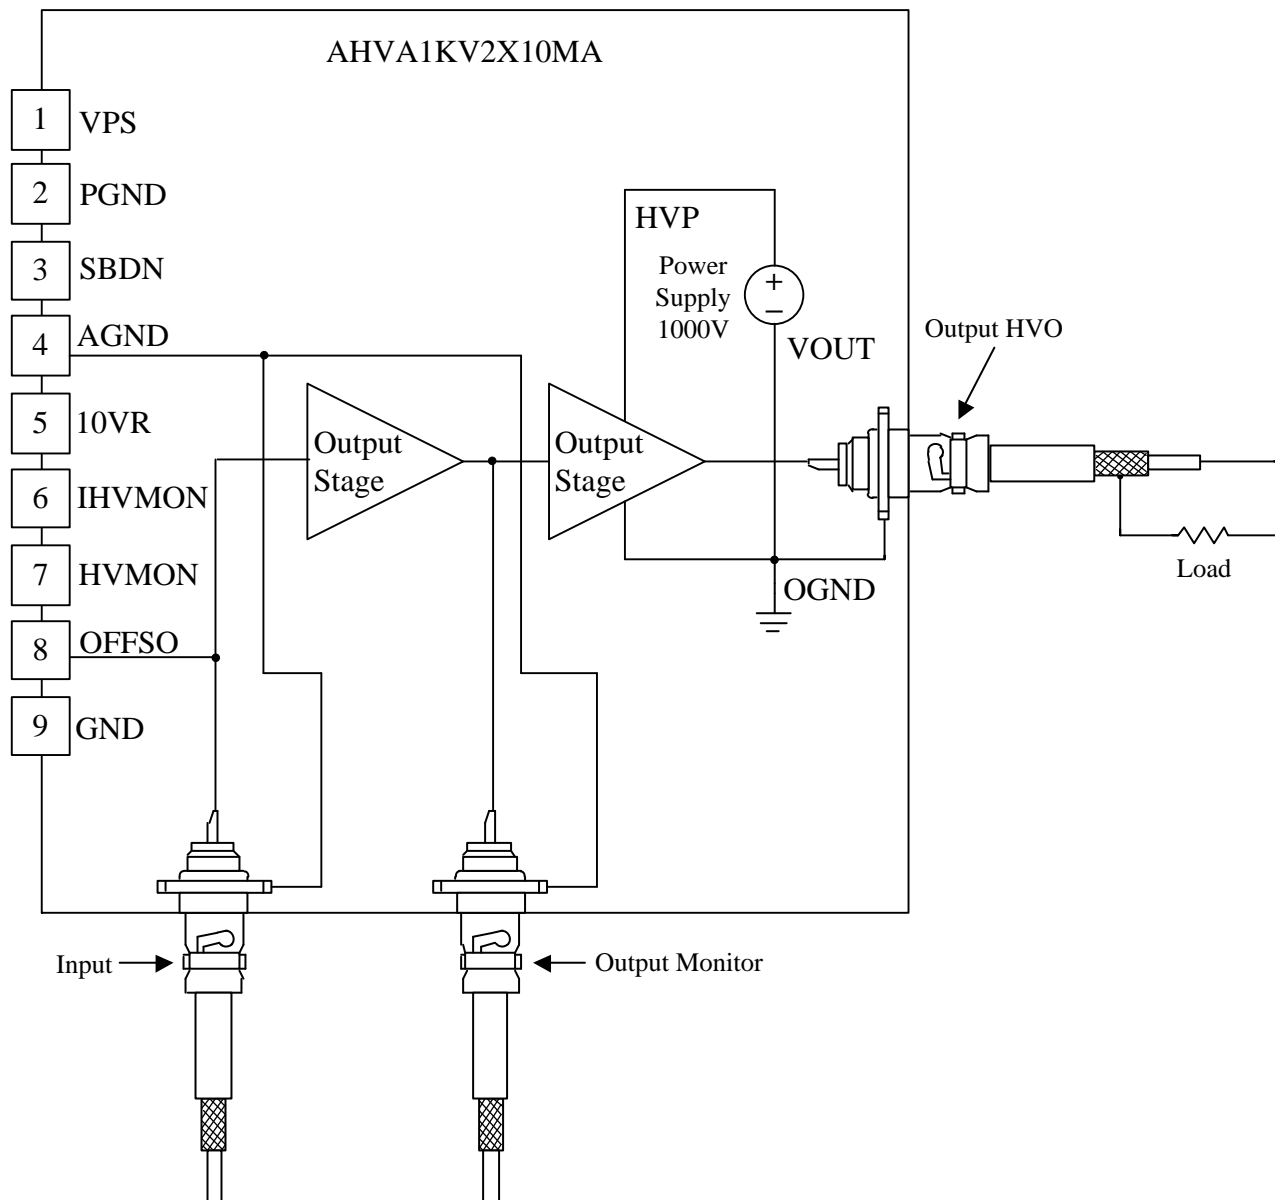 AHVA1KV2X10MA
1 VPS
2 PGND
3 SBDN
4 AGND
5 10VR
6 IHVMON
7 HVMON
8 OFFSO
9 GND
HVP
Power
Supply
1000V
+
−
VOUT
Output HVO
Output
Stage
Output
Stage
OGND
Load
Input
Output Monitor